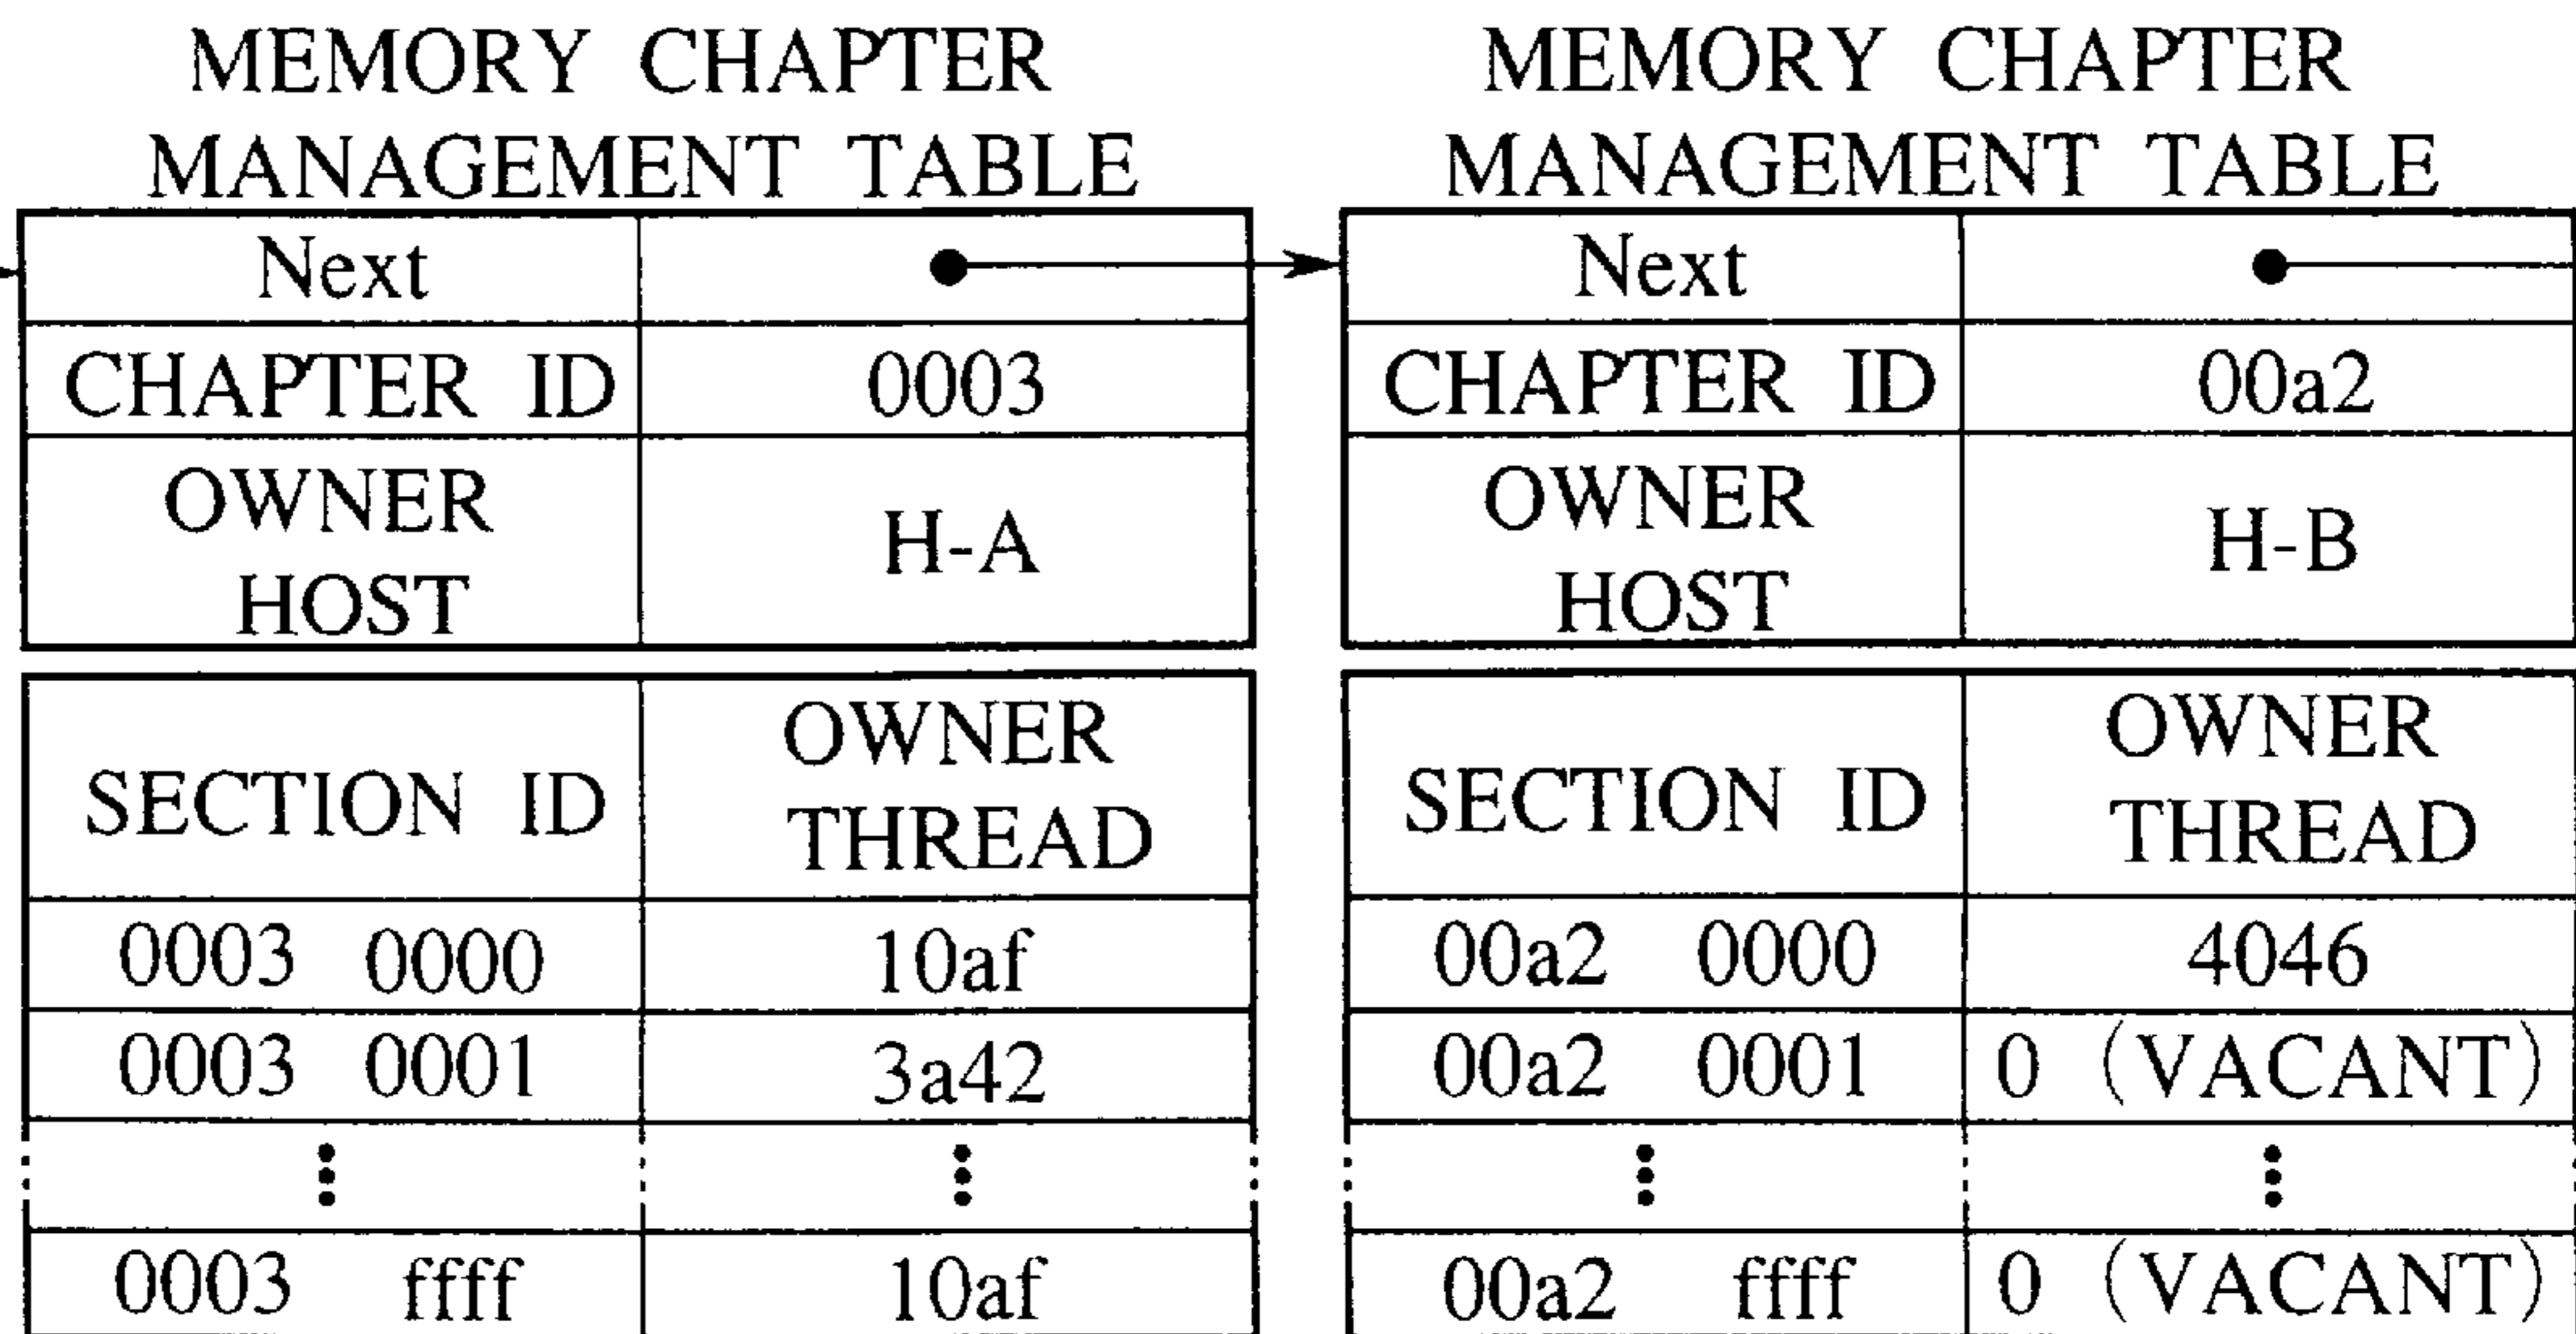 MEMORY CHAPTER
MANAGEMENT TABLE
Next
CHAPTER ID 0003
OWNER
HOST
H-A
SECTION ID
OWNER
THREAD
0003 0000 10af
0003 0001 3a42
0003 ffff 10af
MEMORY CHAPTER
MANAGEMENT TABLE
Next
CHAPTER ID 00a2
OWNER
HOST
H-B
SECTION ID
OWNER
THREAD
00a2 0000 4046
00a2 0001 0 (VACANT)
00a2 ffff 0 (VACANT)